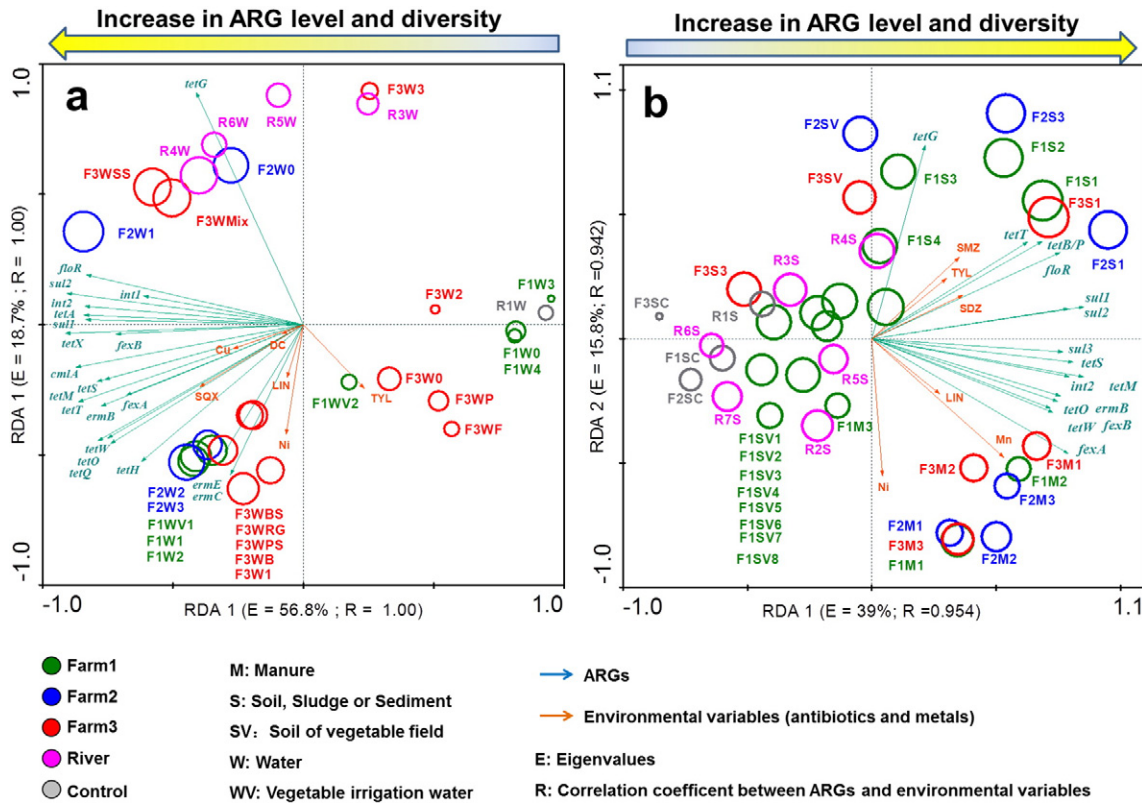 Increase in ARG level and diversity
Increase in ARG level and diversity
a
1.0
RDA 1 (E = 18.7% ; R = 1.00)
-1.0
tetG
F3W3
R3W
R5W
R6W
R4W
F2W0
F3WSS
F3WMix
F2W1
floR
sul2
int1
int2
tetA
sul1
tetX
fexB
Cu
DC
cmlA
LIN
tetS
SQX
tetM
fexA
tetT
ermB
tetW
tetO
tetQ
tetH
Ni
ermE
ermC
F3W2
F1W3
R1W
F1W0
F1W4
F1WV2
F3W0
TYL
F3WP
F3WF
F2W2
F2W3
F1WV1
F1W1
F1W2
F3WBS
F3WRG
F3WPS
F3WB
F3W1
-1.0
RDA 1 (E = 56.8% ; R = 1.00)
1.0
b
1.1
RDA 2 (E = 15.8%; R =0.942)
-1.0
F2SV
F2S3
tetG
F1S2
F1S3
F3SV
F1S1
F3S1
R4S
F1S4
tetT
tetB/P
F2S1
SMZ
floR
R3S
F3S3
TYL
SDZ
F3SC
R1S
sul1
sul2
R6S
F1SC
sul3
R5S
tetS
F2SC
LIN
int2
tetM
R7S
F1M3
tetO
ermB
tetW
fexB
R2S
F1SV1
F1SV2
F1SV3
F1SV4
F1SV5
F1SV6
F1SV7
F1SV8
Mn
fexA
F3M2
F3M1
F1M2
Ni
F2M3
F2M1
F3M3
F1M1
F2M2
-1.0
RDA 1 (E = 39%; R =0.954)
1.1
Farm1
Farm2
Farm3
River
Control
M: Manure
S: Soil, Sludge or Sediment
SV: Soil of vegetable field
W: Water
WV: Vegetable irrigation water
ARGs
Environmental variables (antibiotics and metals)
E: Eigenvalues
R: Correlation coefficent between ARGs and environmental variables